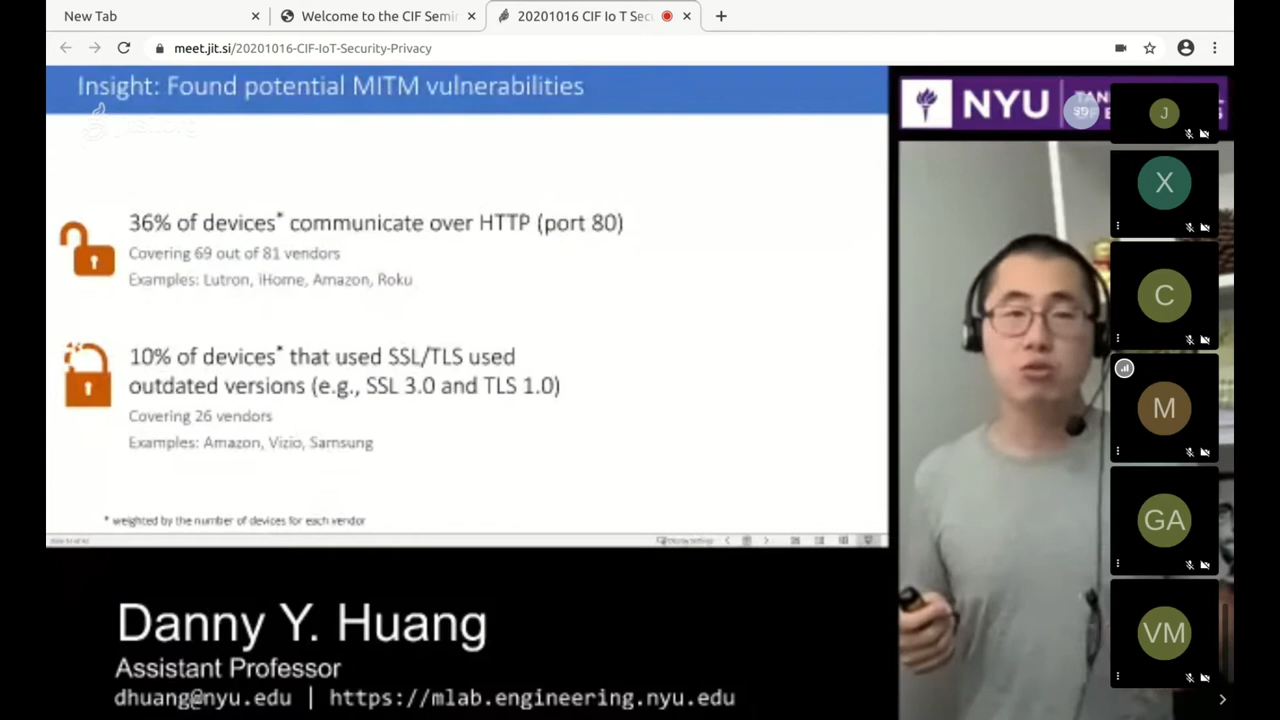 New Tab
Welcome to the CIF Semi
20201016 CIF Io T Sec
meet.jit.si/20201016-CIF-IoT-Security-Privacy
Insight: Found potential MITM vulnerabilities
36% of devices* communicate over HTTP (port 80)
Covering 69 out of 81 vendors
Examples: Lutron, iHome, Amazon, Roku
10% of devices* that used SSL/TLS used
outdated versions (e.g., SSL 3.0 and TLS 1.0)
Covering 26 vendors
Examples: Amazon, Vizio, Samsung
* weighted by the number of devices for each vendor
Display Settings
NYU
TAN
SD
J
X
C
M
GA
VM
Danny Y. Huang
Assistant Professor
dhuang@nyu.edu | https://mlab.engineering.nyu.edu